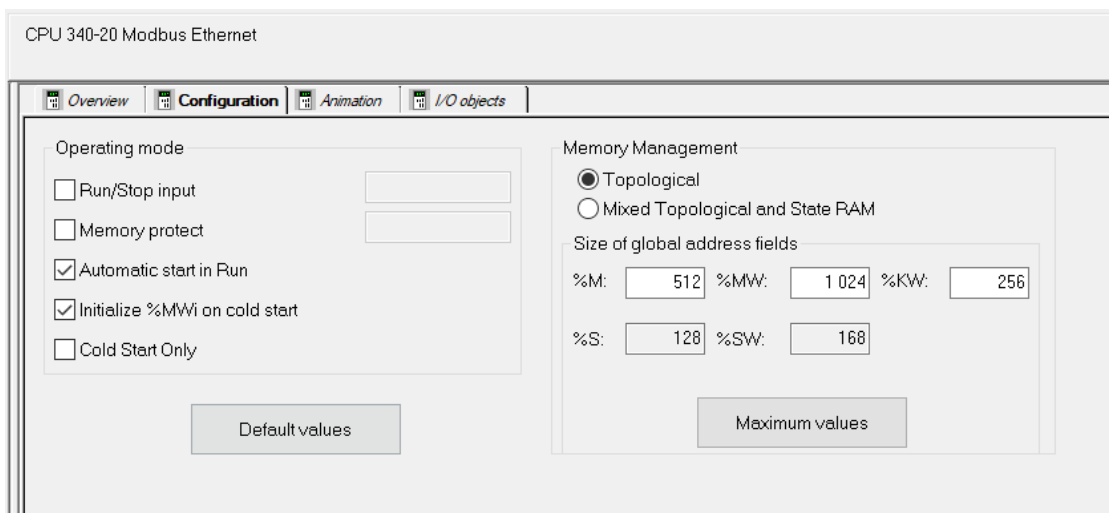 CPU 340-20 Modbus Ethernet
Overview Configuration Animation I/O objects
Operating mode
Run/Stop input
Memory protect
Automatic start in Run
Initialize %MWi on cold start
Cold Start Only
Default values
Memory Management
Topological
Mixed Topological and State RAM
Size of global address fields
%M: 512 %MW: 1 024 %KW: 256
%S: 128 %SW: 168
Maximum values